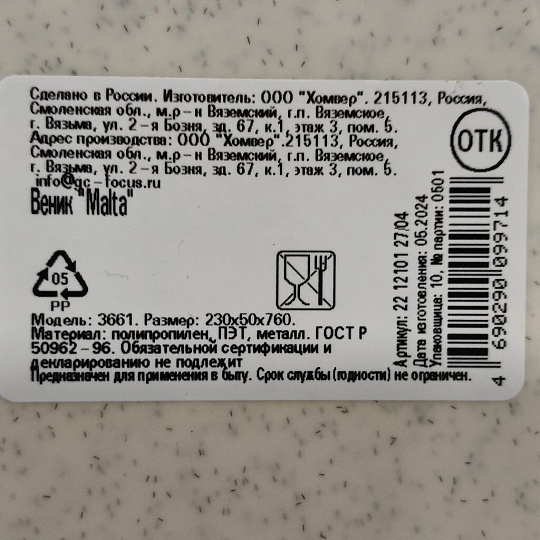 Сделано в России. Изготовитель: ООО "Хомвер". 215113, Россия,
Смоленская обл., м.р-н Вяземский, г.п. Вяземское,
г. Вязьма, ул. 2-я Бозня, зд. 67, к.1, этаж 3, пом. 5.
Адрес производства: ООО "Хомвер".215113, Россия,
Смоленская обл., м.р-н Вяземский, г.п. Вяземское,
г. Вязьма, ул. 2-я Бозня, зд. 67, к.1, этаж 3, пом. 5.
info@gc-focus.ru
Веник "Malta"
ОТК
05
PP
Модель: 3661. Размер: 230х50х760.
Материал: полипропилен, ПЭТ, металл. ГОСТ Р
50962-96. Обязательной сертификации и
декларированию не подлежит
Предназначен для применения в быту. Срок службы (годности) не ограничен.
Артикул: 22 12101 27/04
Дата изготовления: 05.2024
Упаковщица: 10, № партии: 0501
4 690290 099714